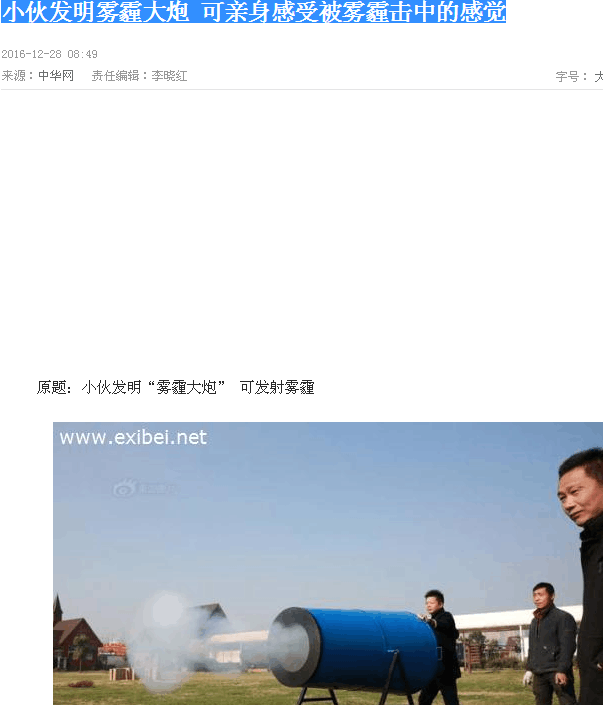 小伙发明雾霾大炮 可亲身感受被雾霾击中的感觉
2016-12-28 08:49
来源：中华网 责任编辑：李晓红 字号：
原题：小伙发明“雾霾大炮” 可发射雾霾
www.exibei.net